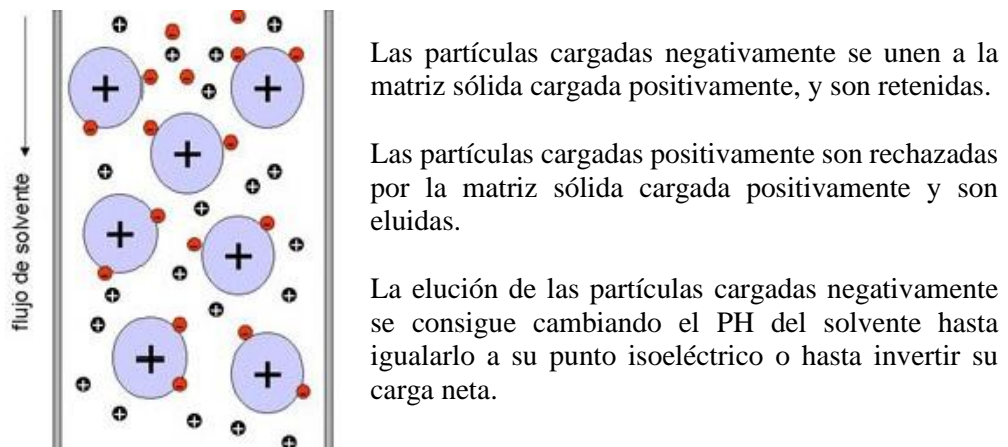 flujo de solvente
Las partículas cargadas negativamente se unen a la
matriz sólida cargada positivamente, y son retenidas.
Las partículas cargadas positivamente son rechazadas
por la matriz sólida cargada positivamente y son
eluidas.
La elución de las partículas cargadas negativamente
se consigue cambiando el PH del solvente hasta
igualarlo a su punto isoeléctrico o hasta invertir su
carga neta.